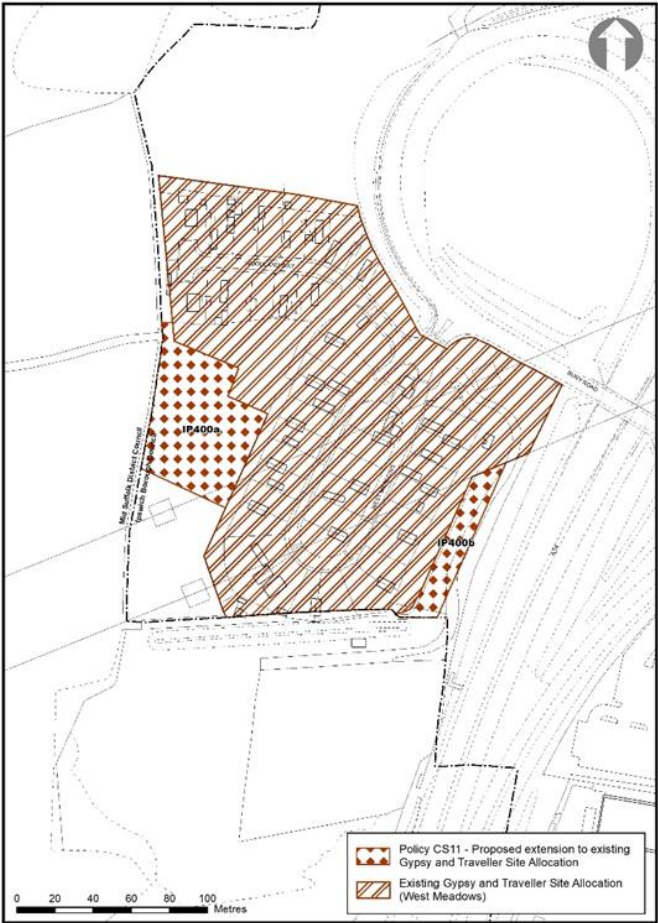 BURY ROAD
IP400a
Mid Suffolk District Council
Ipswich Borough Council
IP400b
A14
Policy CS11 - Proposed extension to existing
Gypsy and Traveller Site Allocation
Existing Gypsy and Traveller Site Allocation
(West Meadows)
0 20 40 60 80 100
Metres